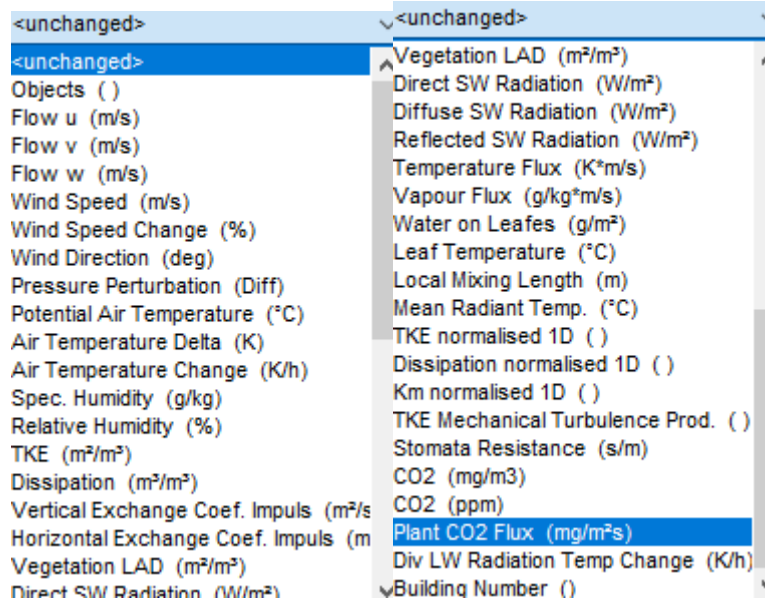 <unchanged>
<unchanged>
Objects ( )
Flow u (m/s)
Flow v (m/s)
Flow w (m/s)
Wind Speed (m/s)
Wind Speed Change (%)
Wind Direction (deg)
Pressure Perturbation (Diff)
Potential Air Temperature (°C)
Air Temperature Delta (K)
Air Temperature Change (K/h)
Spec. Humidity (g/kg)
Relative Humidity (%)
TKE (m²/m³)
Dissipation (m³/m³)
Vertical Exchange Coef. Impuls (m²/s
Horizontal Exchange Coef. Impuls (m
Vegetation LAD (m²/m³)
Direct SW Radiation (W/m²)
<unchanged>
Vegetation LAD (m²/m³)
Direct SW Radiation (W/m²)
Diffuse SW Radiation (W/m²)
Reflected SW Radiation (W/m²)
Temperature Flux (K*m/s)
Vapour Flux (g/kg*m/s)
Water on Leafes (g/m²)
Leaf Temperature (°C)
Local Mixing Length (m)
Mean Radiant Temp. (°C)
TKE normalised 1D ( )
Dissipation normalised 1D ( )
Km normalised 1D ( )
TKE Mechanical Turbulence Prod. ( )
Stomata Resistance (s/m)
CO2 (mg/m3)
CO2 (ppm)
Plant CO2 Flux (mg/m²s)
Div LW Radiation Temp Change (K/h)
Building Number ()